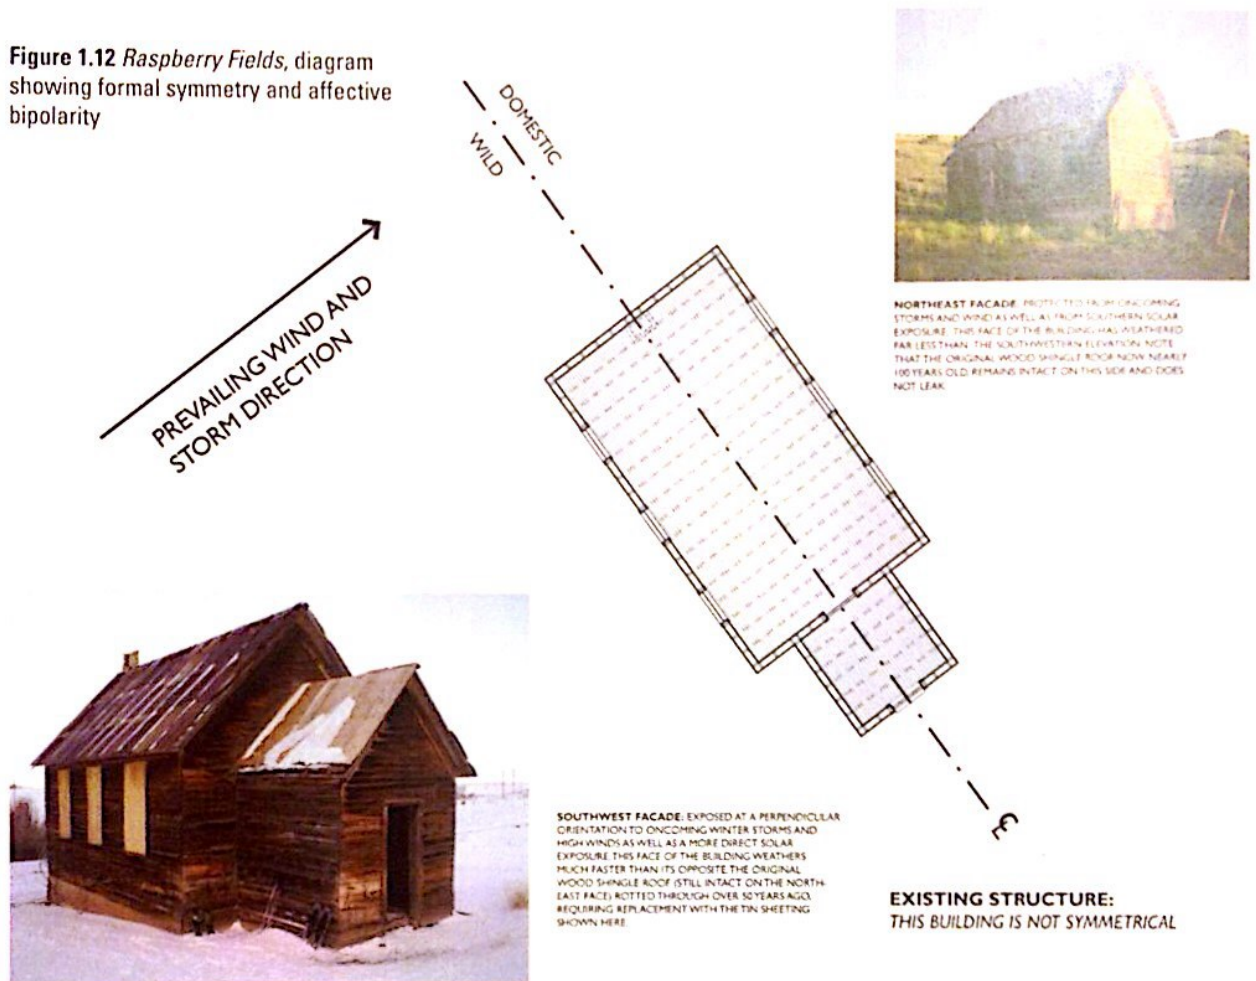 Figure 1.12 Raspberry Fields, diagram
showing formal symmetry and affective
bipolarity
DOMESTIC
WILD
PREVAILING WIND AND
STORM DIRECTION
NORTHEAST FACADE: PROTECTED FROM ONCOMING
STORMS AND WIND AS WELL AS FROM SOUTHERN SOLAR
EXPOSURE. THIS FACE OF THE BUILDING HAS WEATHERED
FAR LESS THAN THE SOUTHWESTERN ELEVATION. NOTE
THAT THE ORIGINAL WOOD SHINGLE ROOF NOW NEARLY
100 YEARS OLD, REMAINS INTACT ON THIS SIDE AND DOES
NOT LEAK.
SOUTHWEST FACADE: EXPOSED AT A PERPENDICULAR
ORIENTATION TO ONCOMING WINTER STORMS AND
HIGH WINDS AS WELL AS A MORE DIRECT SOLAR
EXPOSURE. THIS FACE OF THE BUILDING WEATHERS
MUCH FASTER THAN ITS OPPOSITE. THE ORIGINAL
WOOD SHINGLE ROOF (STILL INTACT ON THE NORTH-
EAST FACE) ROTTED THROUGH OVER 50 YEARS AGO,
REQUIRING REPLACEMENT WITH THE TIN SHEETING
SHOWN HERE.
EXISTING STRUCTURE:
THIS BUILDING IS NOT SYMMETRICAL